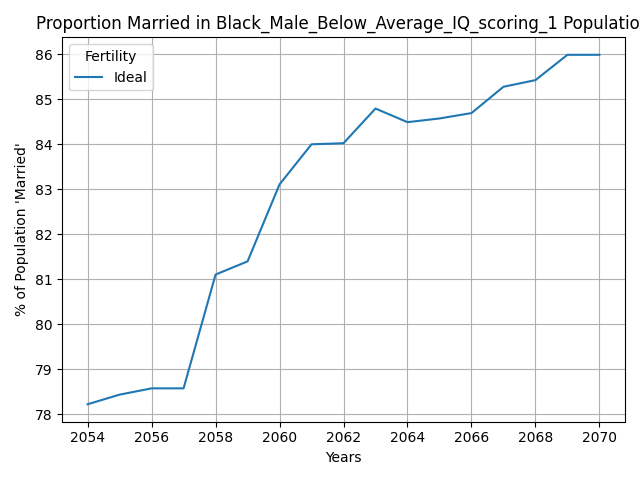 Proportion Married in Black_Male_Below_Average_IQ_scoring_1 Populatio
Fertility
Ideal
% of Population 'Married'
86
85
84
83
82
81
80
79
78
2054 2056 2058 2060 2062 2064 2066 2068 2070
Years